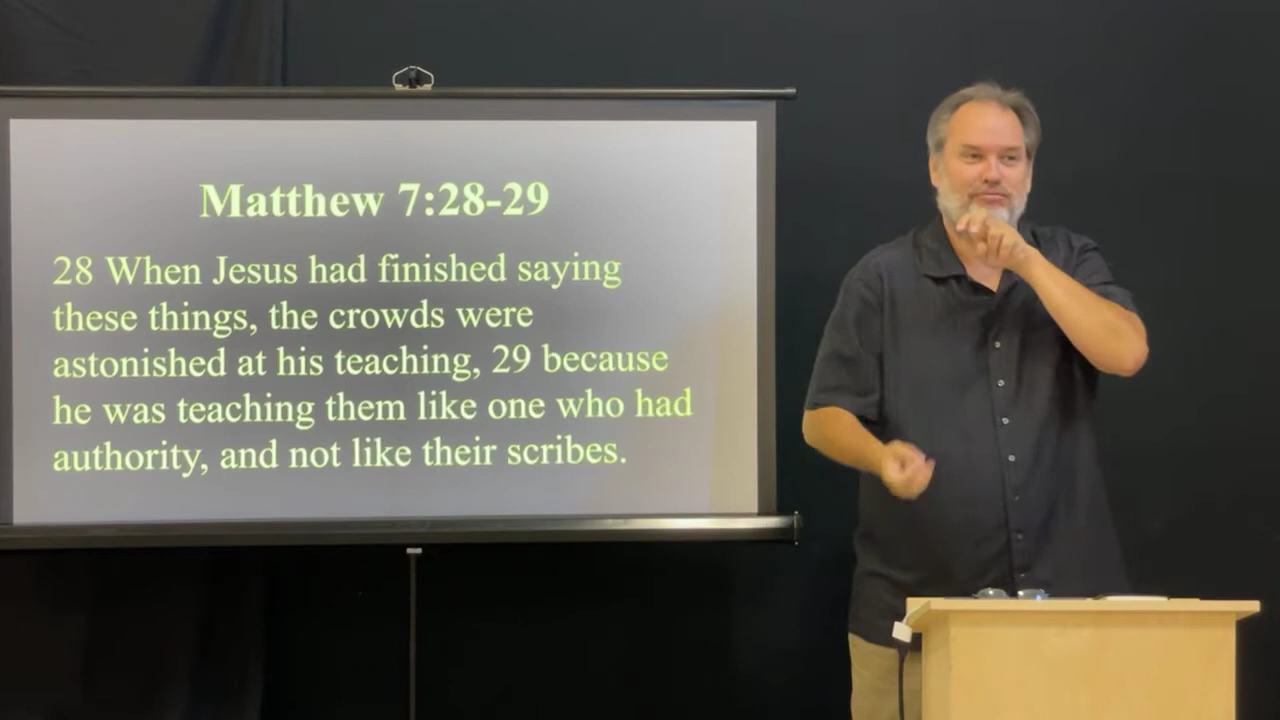 Matthew 7:28-29
28 When Jesus had finished saying
these things, the crowds were
astonished at his teaching, 29 because
he was teaching them like one who had
authority, and not like their scribes.